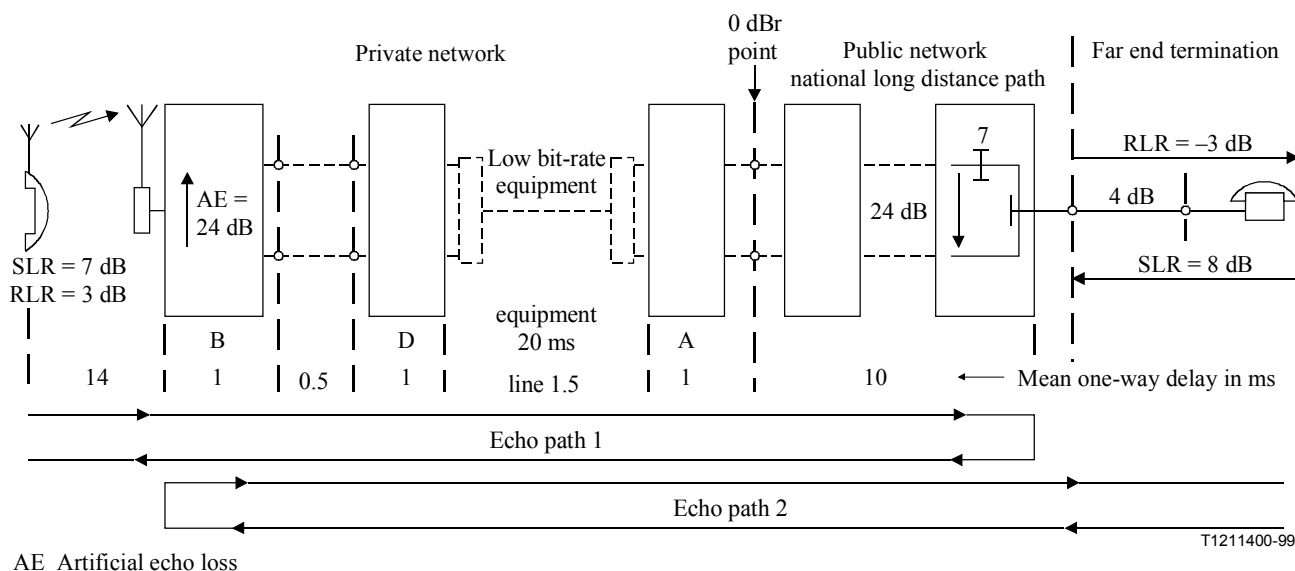 0 dBr
point
Private network
Public network
national long distance path
Far end termination
AE =
24 dB
Low bit-rate
equipment
7
24 dB
RLR = –3 dB
4 dB
SLR = 8 dB
SLR = 7 dB
RLR = 3 dB
B
D
equipment
20 ms
A
14
1
0.5
1
line 1.5
1
10
Mean one-way delay in ms
Echo path 1
Echo path 2
T1211400-99
AE Artificial echo loss